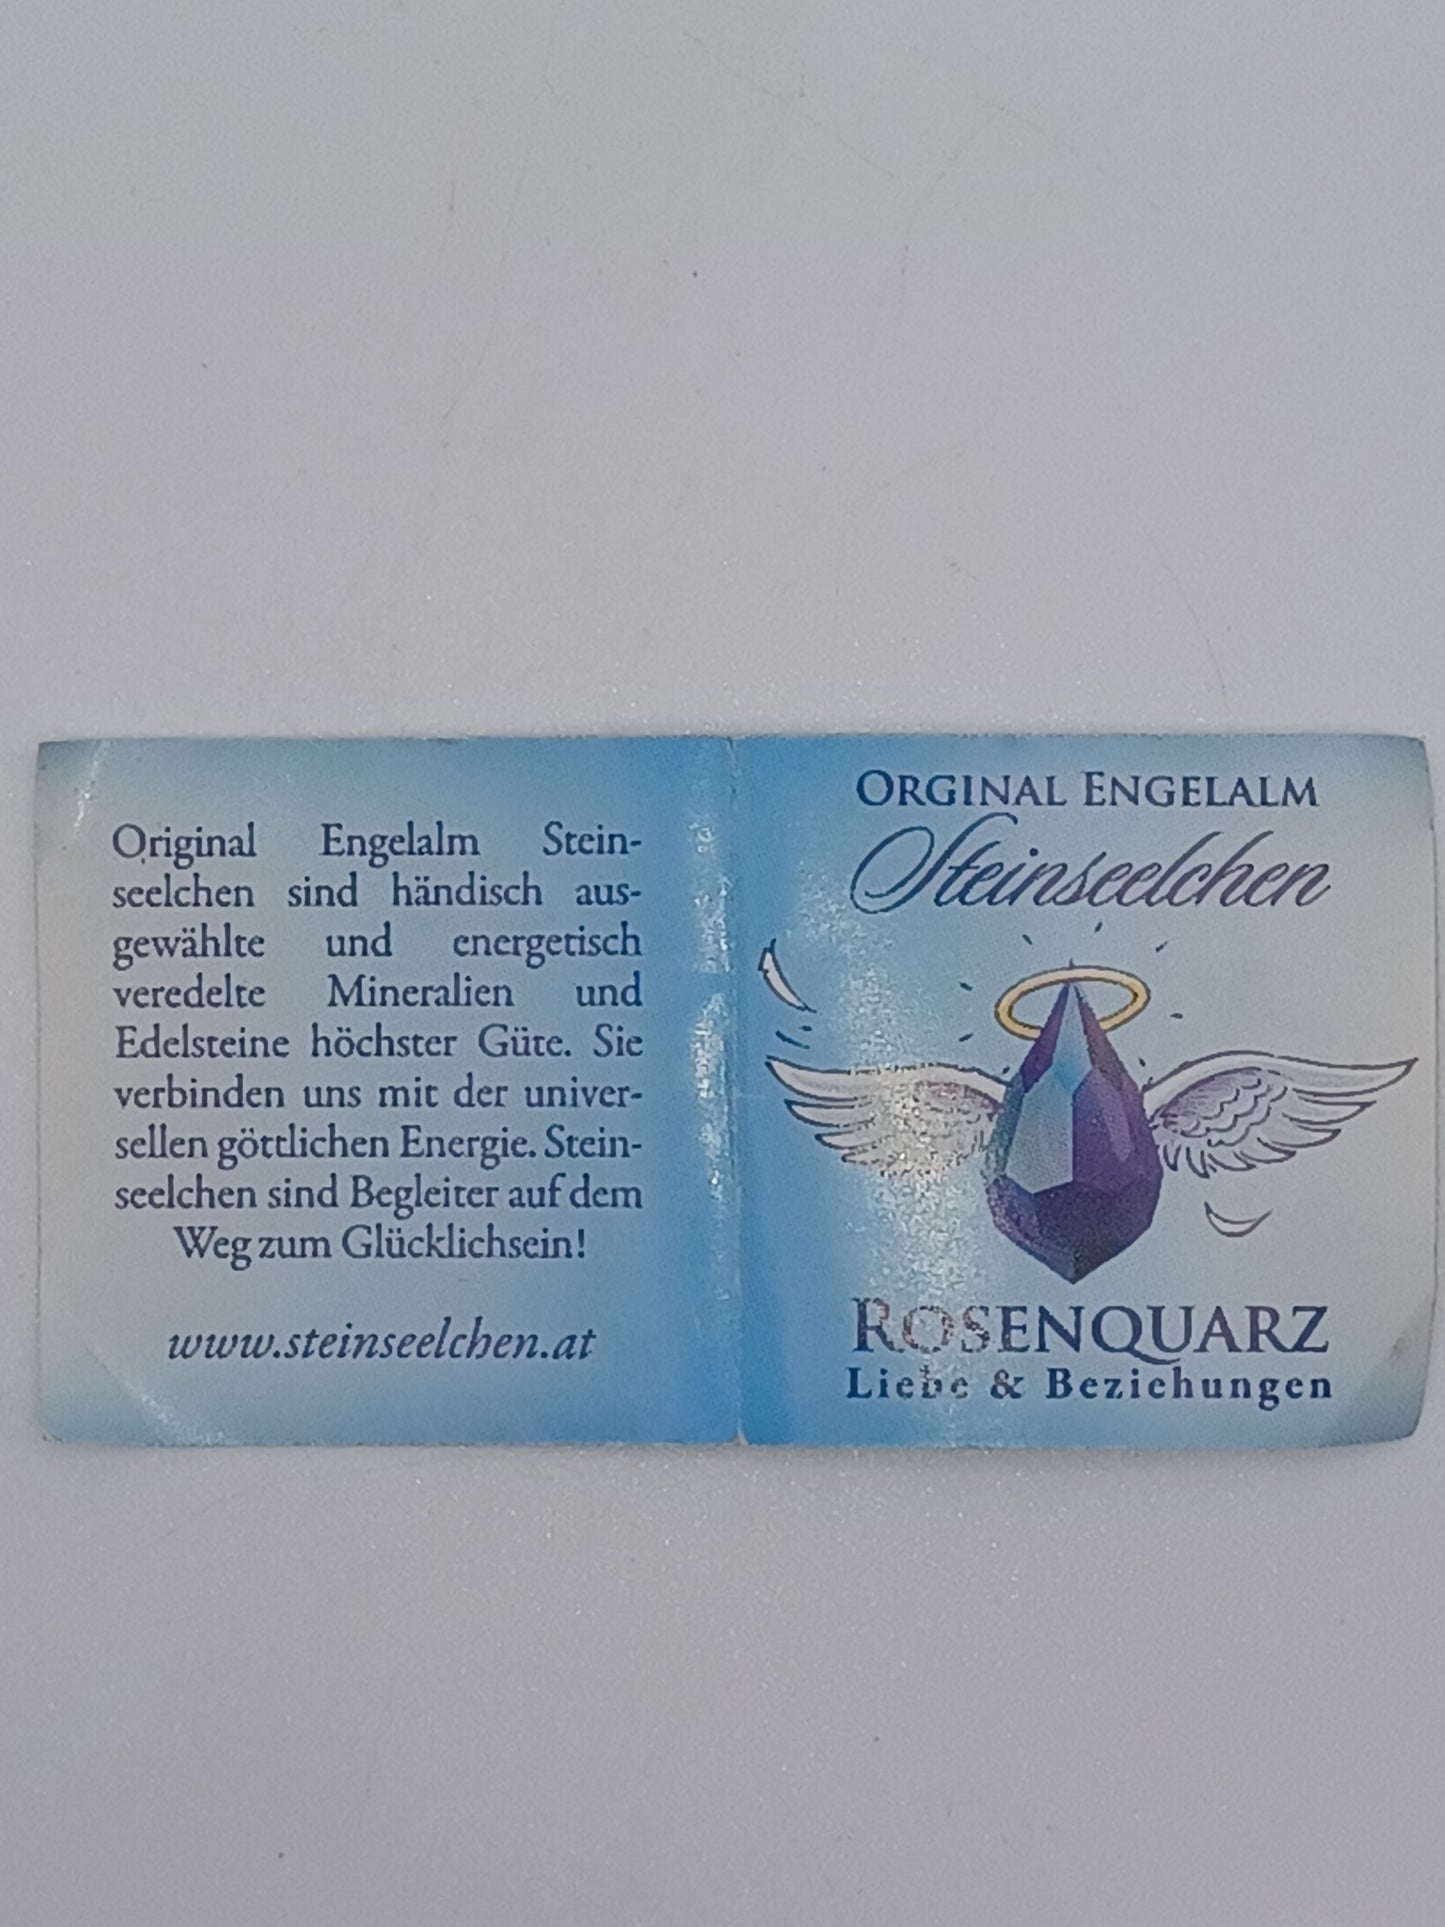 Original Engelalm Stein-
seelchen sind händisch aus-
gewählte und energetisch
veredelte Mineralien und
Edelsteine höchster Güte. Sie
verbinden uns mit der univer-
sellen göttlichen Energie. Stein-
seelchen sind Begleiter auf dem
Weg zum Glücklichsein!
www.steinseelchen.at
ORGINAL ENGELALM
Steinseelchen
ROSENQUARZ
Liebe & Beziehungen